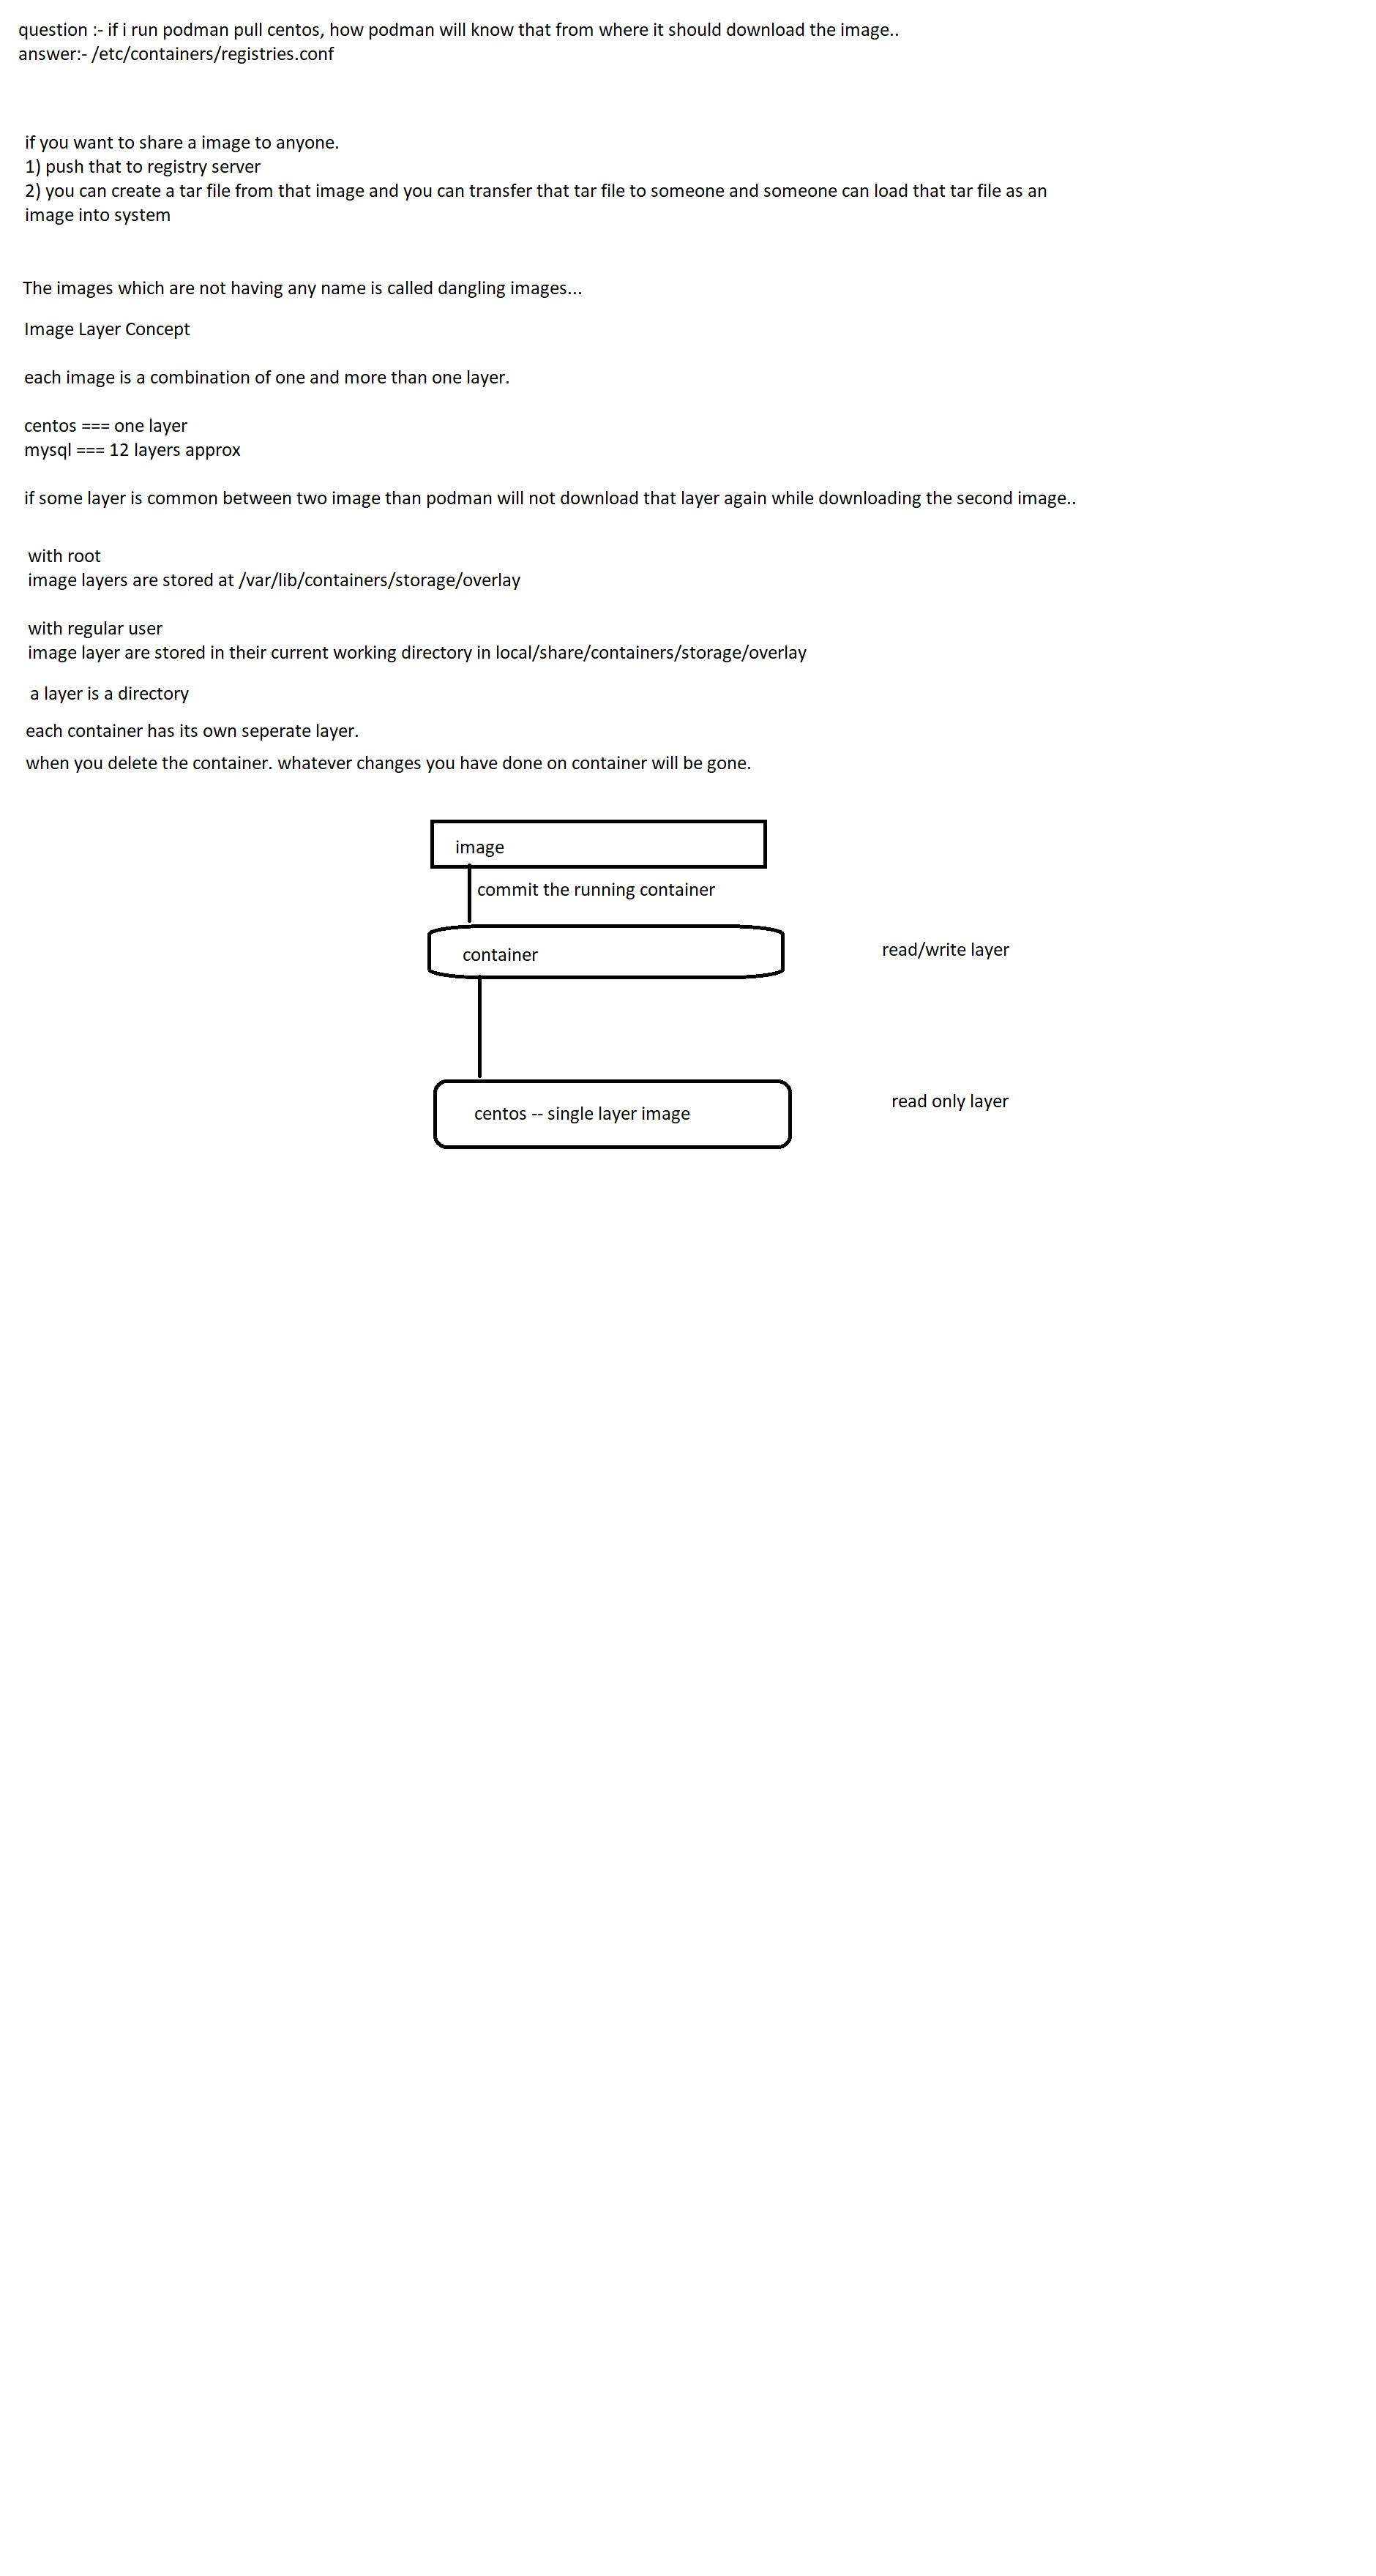 question :- if i run podman pull centos, how podman will know that from where it should download the image..
answer:- /etc/containers/registries.conf
if you want to share a image to anyone.
1) push that to registry server
2) you can create a tar file from that image and you can transfer that tar file to someone and someone can load that tar file as an
image into system
The images which are not having any name is called dangling images...
Image Layer Concept
each image is a combination of one and more than one layer.
centos === one layer
mysql === 12 layers approx
if some layer is common between two image than podman will not download that layer again while downloading the second image..
with root
image layers are stored at /var/lib/containers/storage/overlay
with regular user
image layer are stored in their current working directory in local/share/containers/storage/overlay
a layer is a directory
each container has its own seperate layer.
when you delete the container. whatever changes you have done on container will be gone.
image
commit the running container
container
read/write layer
centos -- single layer image
read only layer